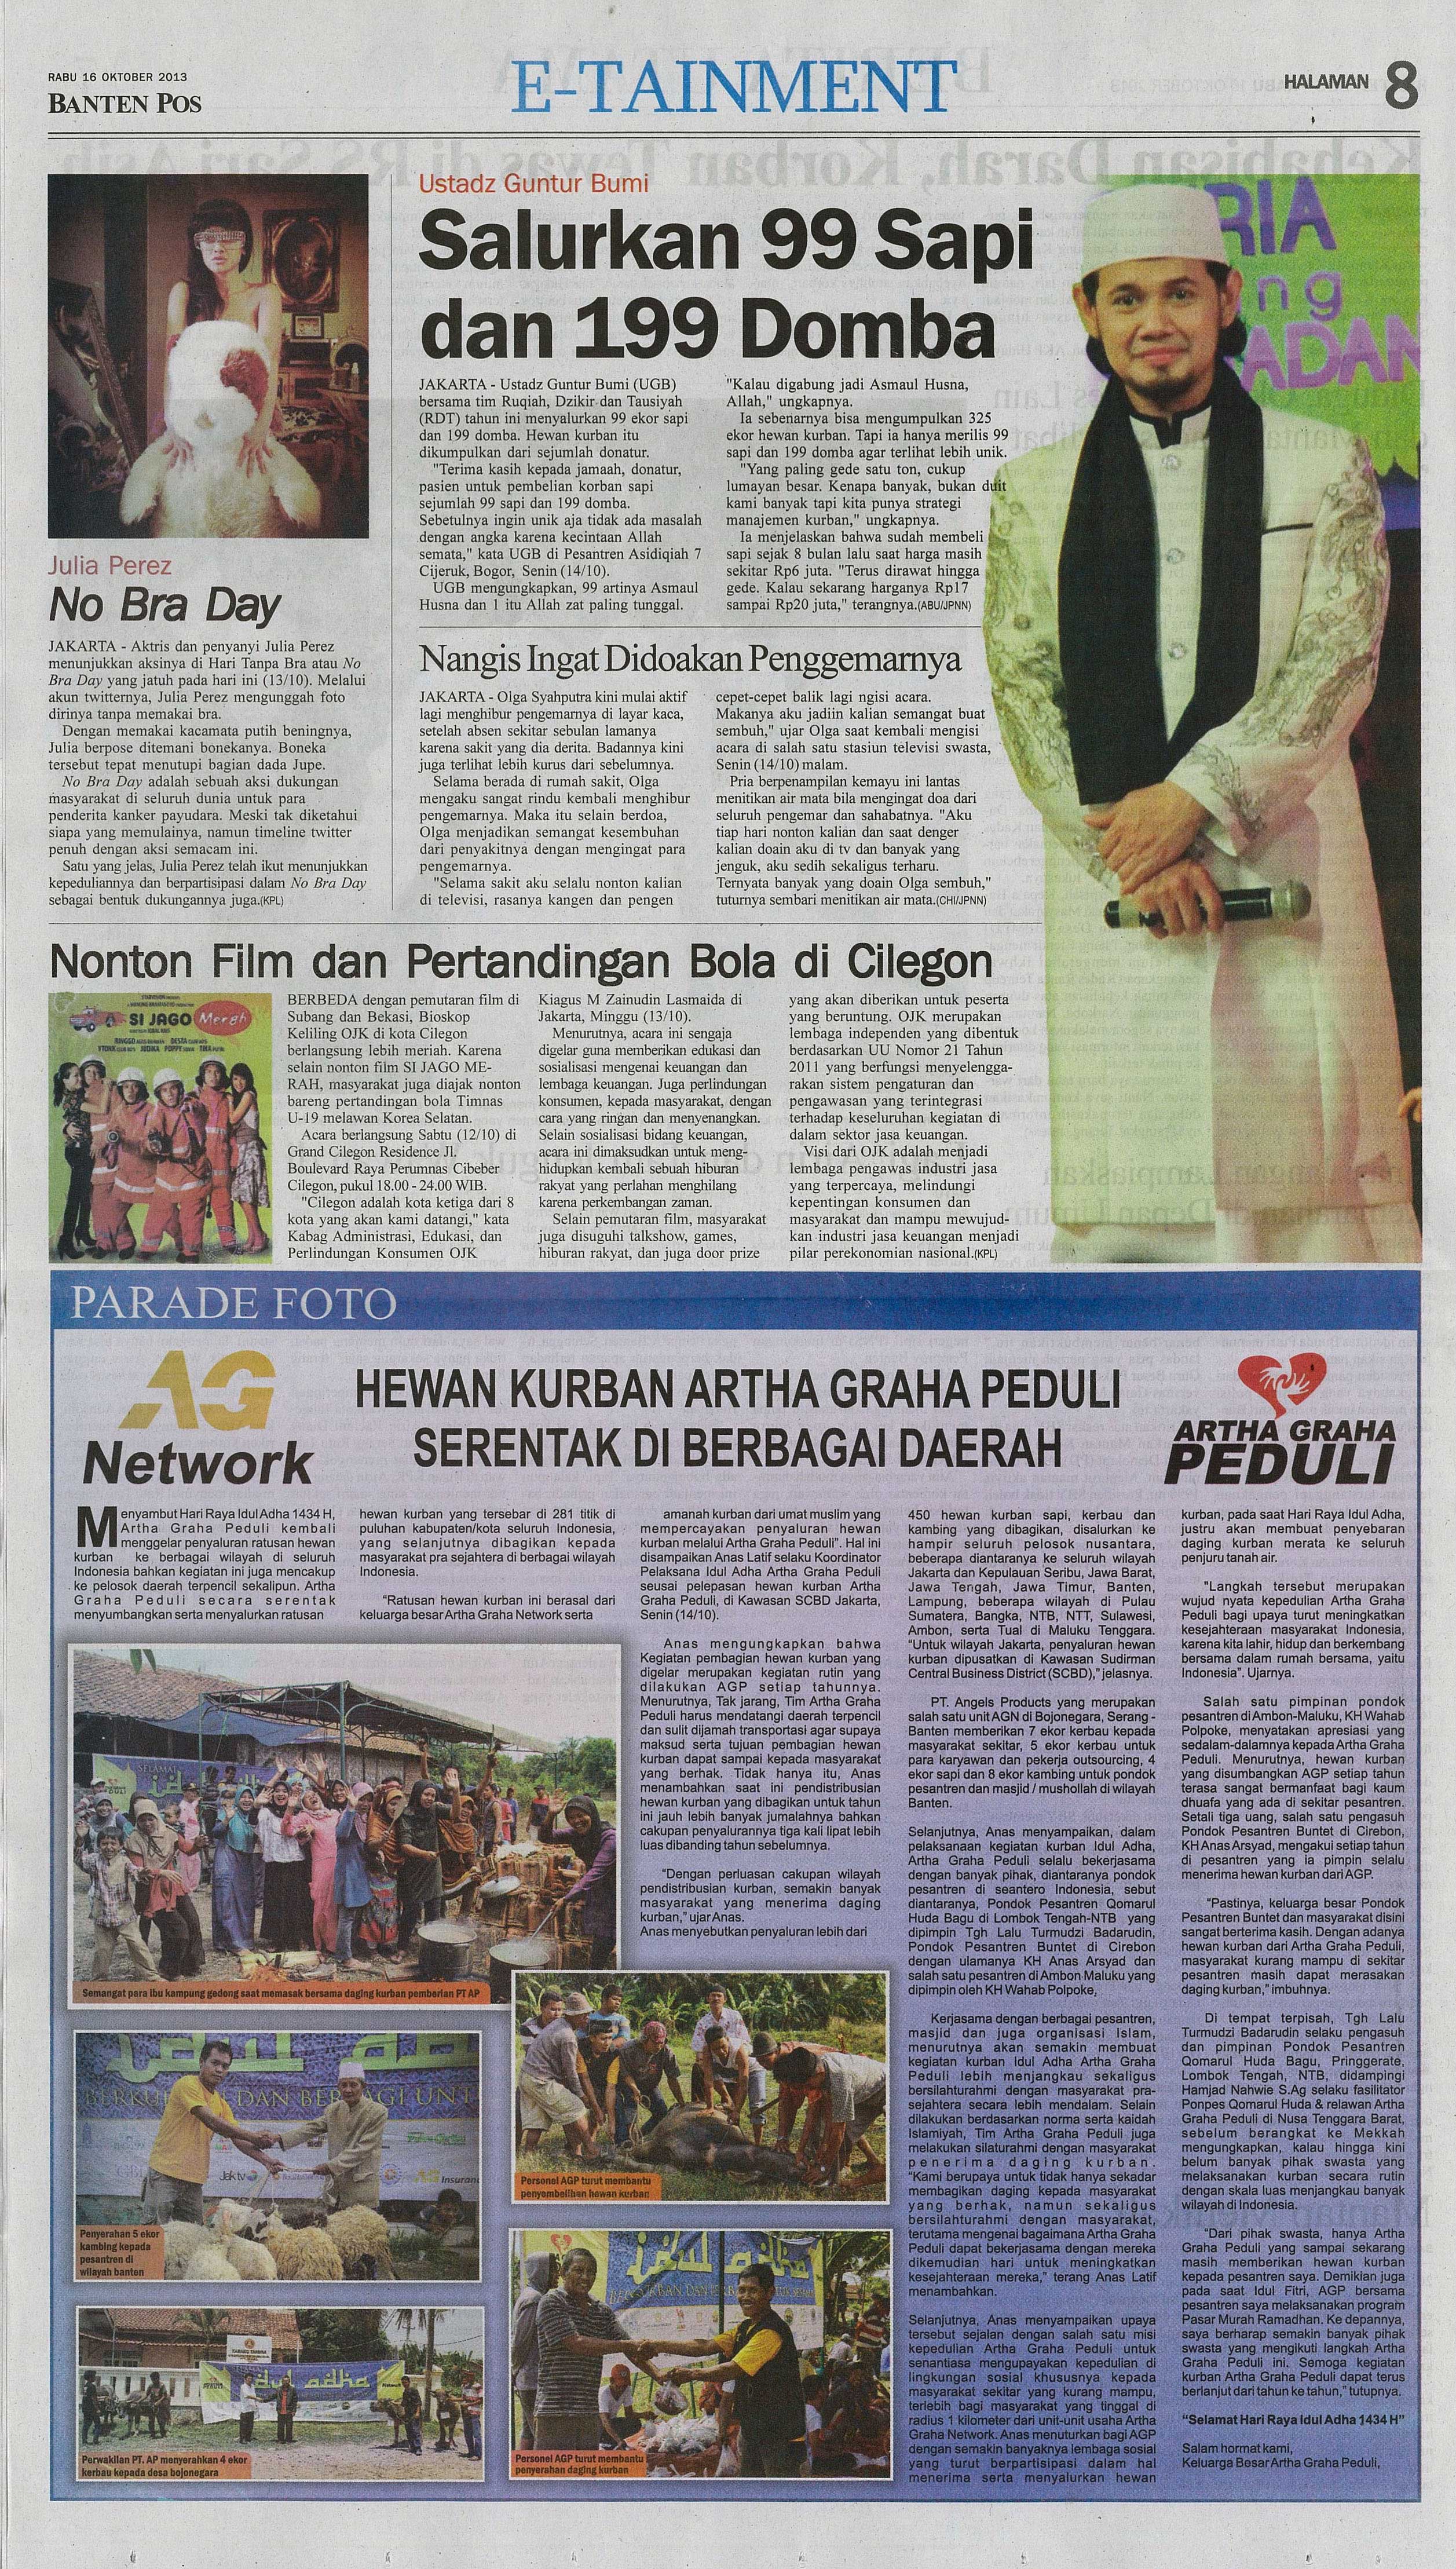 RABU 16 OKTOBER 2013
BANTEN POS
E-TAINMENT
HALAMAN 8
Julia Perez
No Bra Day
JAKARTA - Aktris dan penyanyi Julia Perez
menunjukkan aksinya di Hari Tanpa Bra atau No
Bra Day yang jatuh pada hari ini (13/10). Melalui
akun twitternya, Julia Perez mengunggah foto
dirinya tanpa memakai bra.
Dengan memakai kacamata putih beningnya,
Julia berpose ditemani bonekanya. Boneka
tersebut tepat menutupi bagian dada Jupe.
No Bra Day adalah sebuah aksi dukungan
masyarakat di seluruh dunia untuk para
penderita kanker payudara. Meski tak diketahui
siapa yang memulainya, namun timeline twitter
penuh dengan aksi semacam ini.
Satu yang jelas, Julia Perez telah ikut menunjukkan
kepeduliannya dan berpartisipasi dalam No Bra Day
sebagai bentuk dukungannya juga.(KPL)
Ustadz Guntur Bumi
Salurkan 99 Sapi
dan 199 Domba
JAKARTA - Ustadz Guntur Bumi (UGB)
bersama tim Ruqiah, Dzikir dan Tausiyah
(RDT) tahun ini menyalurkan 99 ekor sapi
dan 199 domba. Hewan kurban itu
dikumpulkan dari sejumlah donatur.
"Terima kasih kepada jamaah, donatur,
pasien untuk pembelian korban sapi
sejumlah 99 sapi dan 199 domba.
Sebetulnya ingin unik aja tidak ada masalah
dengan angka karena kecintaan Allah
semata," kata UGB di Pesantren Asidiqiah 7
Cijeruk, Bogor, Senin (14/10).
UGB mengungkapkan, 99 artinya Asmaul
Husna dan 1 itu Allah zat paling tunggal.
"Kalau digabung jadi Asmaul Husna,
Allah," ungkapnya.
Ia sebenarnya bisa mengumpulkan 325
ekor hewan kurban. Tapi ia hanya merilis 99
sapi dan 199 domba agar terlihat lebih unik.
"Yang paling gede satu ton, cukup
lumayan besar. Kenapa banyak, bukan duit
kami banyak tapi kita punya strategi
manajemen kurban," ungkapnya.
Ia menjelaskan bahwa sudah membeli
sapi sejak 8 bulan lalu saat harga masih
sekitar Rp6 juta. "Terus dirawat hingga
gede. Kalau sekarang harganya Rp17
sampai Rp20 juta," terangnya.(ABU/JPNN)
RIA
ng
ADAN
Nangis Ingat Didoakan Penggemarnya
JAKARTA - Olga Syahputra kini mulai aktif
lagi menghibur pengemarnya di layar kaca,
setelah absen sekitar sebulan lamanya
karena sakit yang dia derita. Badannya kini
juga terlihat lebih kurus dari sebelumnya.
Selama berada di rumah sakit, Olga
mengaku sangat rindu kembali menghibur
pengemarnya. Maka itu selain berdoa,
Olga menjadikan semangat kesembuhan
dari penyakitnya dengan mengingat para
pengemarnya.
"Selama sakit aku selalu nonton kalian
di televisi, rasanya kangen dan pengen
cepet-cepet balik lagi ngisi acara.
Makanya aku jadiin kalian semangat buat
sembuh," ujar Olga saat kembali mengisi
acara di salah satu stasiun televisi swasta,
Senin (14/10) malam.
Pria berpenampilan kemayu ini lantas
menitikan air mata bila mengingat doa dari
seluruh pengemar dan sahabatnya. "Aku
tiap hari nonton kalian dan saat denger
kalian doain aku di tv dan banyak yang
jenguk, aku sedih sekaligus terharu.
Ternyata banyak yang doain Olga sembuh,"
tuturnya sembari menitikan air mata.(CHI/JPNN)
Nonton Film dan Pertandingan Bola di Cilegon
SI JAGO Merah
BERBEDA dengan pemutaran film di
Subang dan Bekasi, Bioskop
Keliling OJK di kota Cilegon
berlangsung lebih meriah. Karena
selain nonton film SI JAGO ME-
RAH, masyarakat juga diajak nonton
bareng pertandingan bola Timnas
U-19 melawan Korea Selatan.
Acara berlangsung Sabtu (12/10) di
Grand Cilegon Residence Jl.
Boulevard Raya Perumnas Cibeber
Cilegon, pukul 18.00 - 24.00 WIB.
"Cilegon adalah kota ketiga dari 8
kota yang akan kami datangi," kata
Kabag Administrasi, Edukasi, dan
Perlindungan Konsumen OJK
Kiagus M Zainudin Lasmaida di
Jakarta, Minggu (13/10).
Menurutnya, acara ini sengaja
digelar guna memberikan edukasi dan
sosialisasi mengenai keuangan dan
lembaga keuangan. Juga perlindungan
konsumen, kepada masyarakat, dengan
cara yang ringan dan menyenangkan.
Selain sosialisasi bidang keuangan,
acara ini dimaksudkan untuk meng-
hidupkan kembali sebuah hiburan
rakyat yang perlahan menghilang
karena perkembangan zaman.
Selain pemutaran film, masyarakat
juga disuguhi talkshow, games,
hiburan rakyat, dan juga door prize
yang akan diberikan untuk peserta
yang beruntung. OJK merupakan
lembaga independen yang dibentuk
berdasarkan UU Nomor 21 Tahun
2011 yang berfungsi menyelengga-
rakan sistem pengaturan dan
pengawasan yang terintegrasi
terhadap keseluruhan kegiatan di
dalam sektor jasa keuangan.
Visi dari OJK adalah menjadi
lembaga pengawas industri jasa
yang terpercaya, melindungi
kepentingan konsumen dan
masyarakat dan mampu mewujud-
kan industri jasa keuangan menjadi
pilar perekonomian nasional.(KPL)
PARADE FOTO
AG
Network
HEWAN KURBAN ARTHA GRAHA PEDULI
SERENTAK DI BERBAGAI DAERAH
ARTHA GRAHA
PEDULI
Menyambut Hari Raya Idul Adha 1434 H,
Artha Graha Peduli kembali
menggelar penyaluran ratusan hewan
kurban ke berbagai wilayah di seluruh
Indonesia bahkan kegiatan ini juga mencakup
ke pelosok daerah terpencil sekalipun. Artha
Graha Peduli secara serentak
menyumbangkan serta menyalurkan ratusan
hewan kurban yang tersebar di 281 titik di
puluhan kabupaten/kota seluruh Indonesia,
yang selanjutnya dibagikan kepada
masyarakat pra sejahtera di berbagai wilayah
Indonesia.
"Ratusan hewan kurban ini berasal dari
keluarga besar Artha Graha Network serta
amanah kurban dari umat muslim yang
mempercayakan penyaluran hewan
kurban melalui Artha Graha Peduli". Hal ini
disampaikan Anas Latif selaku Koordinator
Pelaksana Idul Adha Artha Graha Peduli
seusai pelepasan hewan kurban Artha
Graha Peduli, di Kawasan SCBD Jakarta,
Senin (14/10).
Anas mengungkapkan bahwa
Kegiatan pembagian hewan kurban yang
digelar merupakan kegiatan rutin yang
dilakukan AGP setiap tahunnya.
Menurutnya, Tak jarang, Tim Artha Graha
Peduli harus mendatangi daerah terpencil
dan sulit dijamah transportasi agar supaya
maksud serta tujuan pembagian hewan
kurban dapat sampai kepada masyarakat
yang berhak. Tidak hanya itu, Anas
menambahkan saat ini pendistribusian
hewan kurban yang dibagikan untuk tahun
ini jauh lebih banyak jumalahnya bahkan
cakupan penyalurannya tiga kali lipat lebih
luas dibanding tahun sebelumnya.
"Dengan perluasan cakupan wilayah
pendistribusian kurban, semakin banyak
masyarakat yang menerima daging
kurban," ujar Anas.
Anas menyebutkan penyaluran lebih dari
450 hewan kurban sapi, kerbau dan
kambing yang dibagikan, disalurkan ke
hampir seluruh pelosok nusantara,
beberapa diantaranya ke seluruh wilayah
Jakarta dan Kepulauan Seribu, Jawa Barat,
Jawa Tengah, Jawa Timur, Banten,
Lampung, beberapa wilayah di Pulau
Sumatera, Bangka, NTB, NTT, Sulawesi,
Ambon, serta Tual di Maluku Tenggara.
"Untuk wilayah Jakarta, penyaluran hewan
kurban dipusatkan di Kawasan Sudirman
Central Business District (SCBD)," jelasnya.
PT. Angels Products yang merupakan
salah satu unit AGN di Bojonegara, Serang -
Banten memberikan 7 ekor kerbau kepada
masyarakat sekitar, 5 ekor kerbau untuk
para karyawan dan pekerja outsourcing, 4
ekor sapi dan 8 ekor kambing untuk pondok
pesantren dan masjid / mushollah di wilayah
Banten.
Selanjutnya, Anas menyampaikan, dalam
pelaksanaan kegiatan kurban Idul Adha,
Artha Graha Peduli selalu bekerjasama
dengan banyak pihak, diantaranya pondok
pesantren di seantero Indonesia, sebut
diantaranya, Pondok Pesantren Qomarul
Huda Bagu di Lombok Tengah-NTB yang
dipimpin Tgh Lalu Turmudzi Badarudin,
Pondok Pesantren Buntet di Cirebon
dengan ulamanya KH Anas Arsyad dan
salah satu pesantren di Ambon Maluku yang
dipimpin oleh KH Wahab Polpoke,
Kerjasama dengan berbagai pesantren,
masjid dan juga organisasi Islam,
menurutnya akan semakin membuat
kegiatan kurban Idul Adha Artha Graha
Peduli lebih menjangkau sekaligus
bersilahturahmi dengan masyarakat pra-
sejahtera secara lebih mendalam. Selain
dilakukan berdasarkan norma serta kaidah
Islamiyah, Tim Artha Graha Peduli juga
melakukan silaturahmi dengan masyarakat
penerima daging kurban.
"Kami berupaya untuk tidak hanya sekadar
membagikan daging kepada masyarakat
yang berhak, namun sekaligus
bersilahturahmi dengan masyarakat,
terutama mengenai bagaimana Artha Graha
Peduli dapat bekerjasama dengan mereka
dikemudian hari untuk meningkatkan
kesejahteraan mereka," terang Anas Latif
menambahkan.
Selanjutnya, Anas menyampaikan upaya
tersebut sejalan dengan salah satu misi
kepedulian Artha Graha Peduli untuk
senantiasa mengupayakan kepedulian di
lingkungan sosial khususnya kepada
masyarakat sekitar yang kurang mampu,
terlebih bagi masyarakat yang tinggal di
radius 1 kilometer dari unit-unit usaha Artha
Graha Network. Anas menuturkan bagi AGP
dengan semakin banyaknya lembaga sosial
yang turut berpartisipasi dalam hal
menerima serta menyalurkan hewan
kurban, pada saat Hari Raya Idul Adha,
justru akan membuat penyebaran
daging kurban merata ke seluruh
penjuru tanah air.
"Langkah tersebut merupakan
wujud nyata kepedulian Artha Graha
Peduli bagi upaya turut meningkatkan
kesejahteraan masyarakat Indonesia,
karena kita lahir, hidup dan berkembang
bersama dalam rumah bersama, yaitu
Indonesia". Ujarnya.
Salah satu pimpinan pondok
pesantren di Ambon-Maluku, KH Wahab
Polpoke, menyatakan apresiasi yang
sedalam-dalamnya kepada Artha Graha
Peduli. Menurutnya, hewan kurban
yang disumbangkan AGP setiap tahun
terasa sangat bermanfaat bagi kaum
dhuafa yang ada di sekitar pesantren.
Setali tiga uang, salah satu pengasuh
Pondok Pesantren Buntet di Cirebon,
KH Anas Arsyad, mengakui setiap tahun
di pesantren yang ia pimpin selalu
menerima hewan kurban dari AGP.
"Pastinya, keluarga besar Pondok
Pesantren Buntet dan masyarakat disini
sangat berterima kasih. Dengan adanya
hewan kurban dari Artha Graha Peduli,
masyarakat kurang mampu di sekitar
pesantren masih dapat merasakan
daging kurban," imbuhnya.
Di tempat terpisah, Tgh Lalu
Turmudzi Badarudin selaku pengasuh
dan pimpinan Pondok Pesantren
Qomarul Huda Bagu, Pringgerate,
Lombok Tengah, NTB, didampingi
Hamjad Nahwie S.Ag selaku fasilitator
Ponpes Qomarul Huda & relawan Artha
Graha Peduli di Nusa Tenggara Barat,
sebelum berangkat ke Mekkah
mengungkapkan, kalau hingga kini
belum banyak pihak swasta yang
melaksanakan kurban secara rutin
dengan skala luas menjangkau banyak
wilayah di Indonesia.
"Dari pihak swasta, hanya Artha
Graha Peduli yang sampai sekarang
masih memberikan hewan kurban
kepada pesantren saya. Demikian juga
pada saat Idul Fitri, AGP bersama
pesantren saya melaksanakan program
Pasar Murah Ramadhan. Ke depannya,
saya berharap semakin banyak pihak
swasta yang mengikuti langkah Artha
Graha Peduli ini. Semoga kegiatan
kurban Artha Graha Peduli dapat terus
berlanjut dari tahun ke tahun," tutupnya.
"Selamat Hari Raya Idul Adha 1434 H"
Salam hormat kami,
Keluarga Besar Artha Graha Peduli,
Semangat para ibu kampung gedong saat memasak bersama daging kurban pemberian PT AP
Personel AGP turut membantu
penyembelihan hewan kurban
BERKU DAN BERBAGI UNT
Jaktv
Insuran
Penyerahan 5 ekor
kambing kepada
pesantren di
wilayah banten
idul adha
Perwakilan PT. AP menyerahkan 4 ekor
kerbau kepada desa bojonegara
idul adha
Personel AGP turut membantu
penyerahan daging kurban